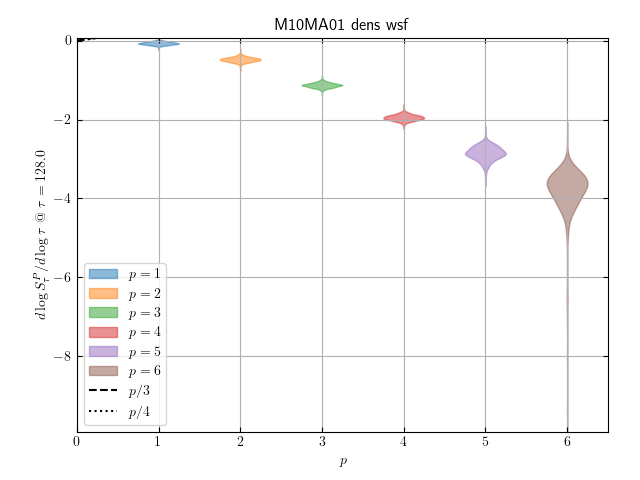 M10MA01 dens wsf
d log S_τ^P / d log τ @ τ = 128.0
0
−2
−4
−6
−8
p = 1
p = 2
p = 3
p = 4
p = 5
p = 6
p/3
p/4
0 1 2 3 4 5 6
p